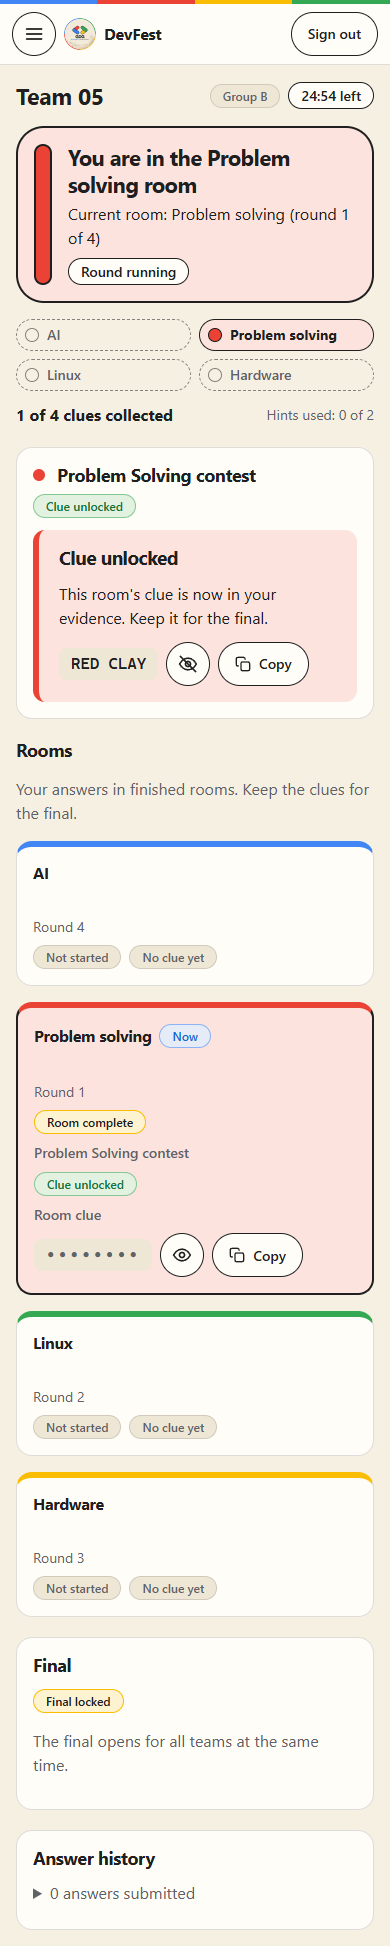 DevFest
Sign out
Team 05
Group B
24:54 left
You are in the Problem
solving room
Current room: Problem solving (round 1
of 4)
Round running
AI
Problem solving
Linux
Hardware
1 of 4 clues collected
Hints used: 0 of 2
Problem Solving contest
Clue unlocked
Clue unlocked
This room's clue is now in your
evidence. Keep it for the final.
RED CLAY
Copy
Rooms
Your answers in finished rooms. Keep the clues for
the final.
AI
Round 4
Not started
No clue yet
Problem solving
Now
Round 1
Room complete
Problem Solving contest
Clue unlocked
Room clue
••••••••
Copy
Linux
Round 2
Not started
No clue yet
Hardware
Round 3
Not started
No clue yet
Final
Final locked
The final opens for all teams at the same
time.
Answer history
0 answers submitted